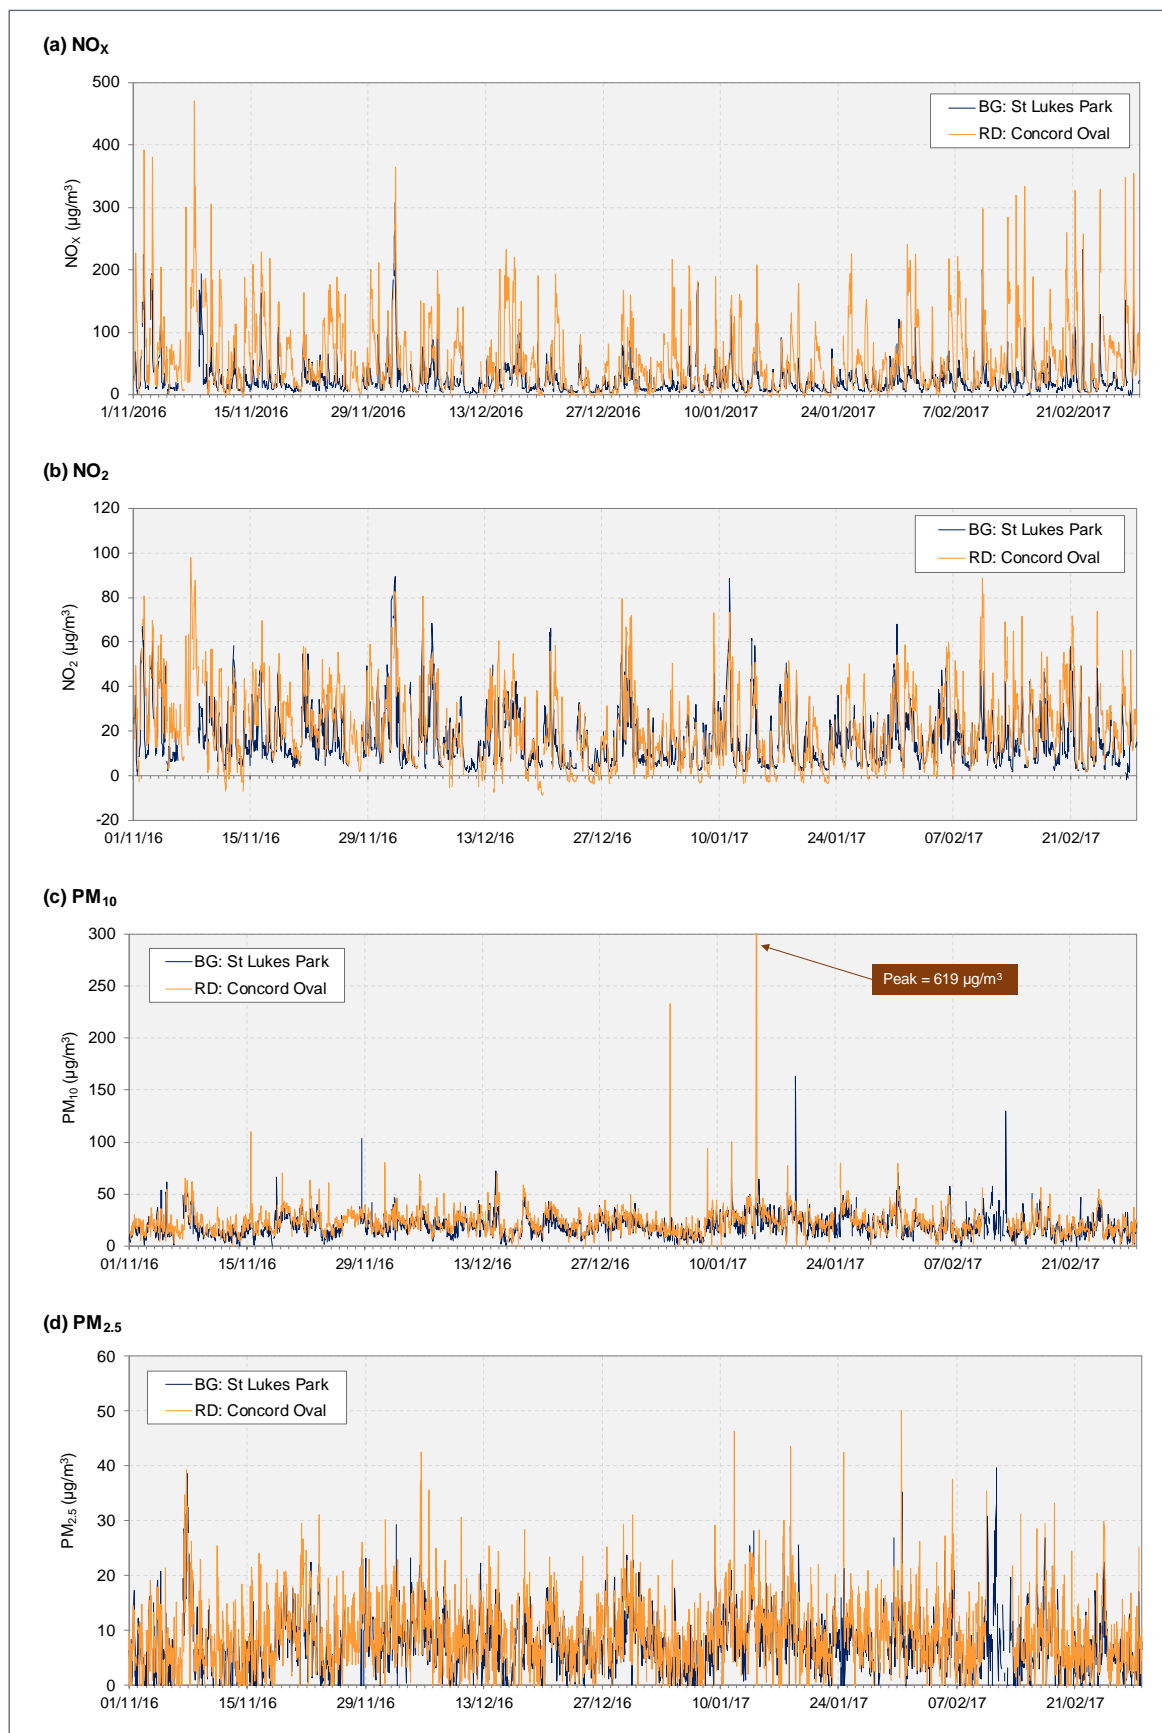 (a) NOX
500
400
300
200
100
0
NOX (µg/m³)
BG: St Lukes Park
RD: Concord Oval
1/11/2016 15/11/2016 29/11/2016 13/12/2016 27/12/2016 10/01/2017 24/01/2017 7/02/2017 21/02/2017
(b) NO2
120
100
80
60
40
20
0
-20
NO2 (µg/m³)
BG: St Lukes Park
RD: Concord Oval
01/11/16 15/11/16 29/11/16 13/12/16 27/12/16 10/01/17 24/01/17 07/02/17 21/02/17
(c) PM10
300
250
200
150
100
50
0
PM10 (µg/m³)
BG: St Lukes Park
RD: Concord Oval
Peak = 619 µg/m³
01/11/16 15/11/16 29/11/16 13/12/16 27/12/16 10/01/17 24/01/17 07/02/17 21/02/17
(d) PM2.5
60
50
40
30
20
10
0
PM2.5 (µg/m³)
BG: St Lukes Park
RD: Concord Oval
01/11/16 15/11/16 29/11/16 13/12/16 27/12/16 10/01/17 24/01/17 07/02/17 21/02/17